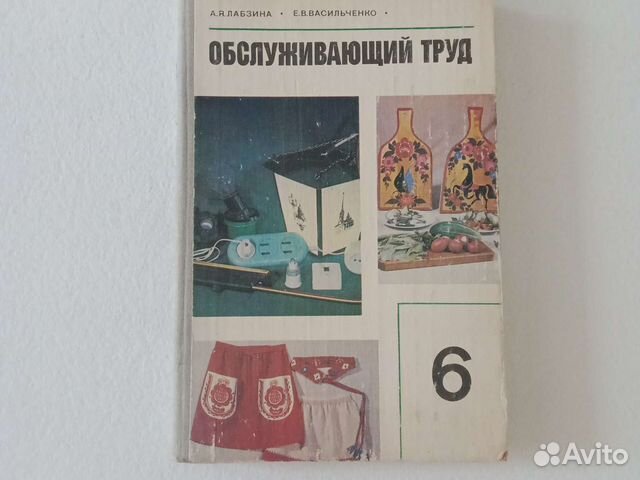 А.Я.ЛАБЗИНА • Е.В.ВАСИЛЬЧЕНКО •
ОБСЛУЖИВАЮЩИЙ ТРУД
6
Avito